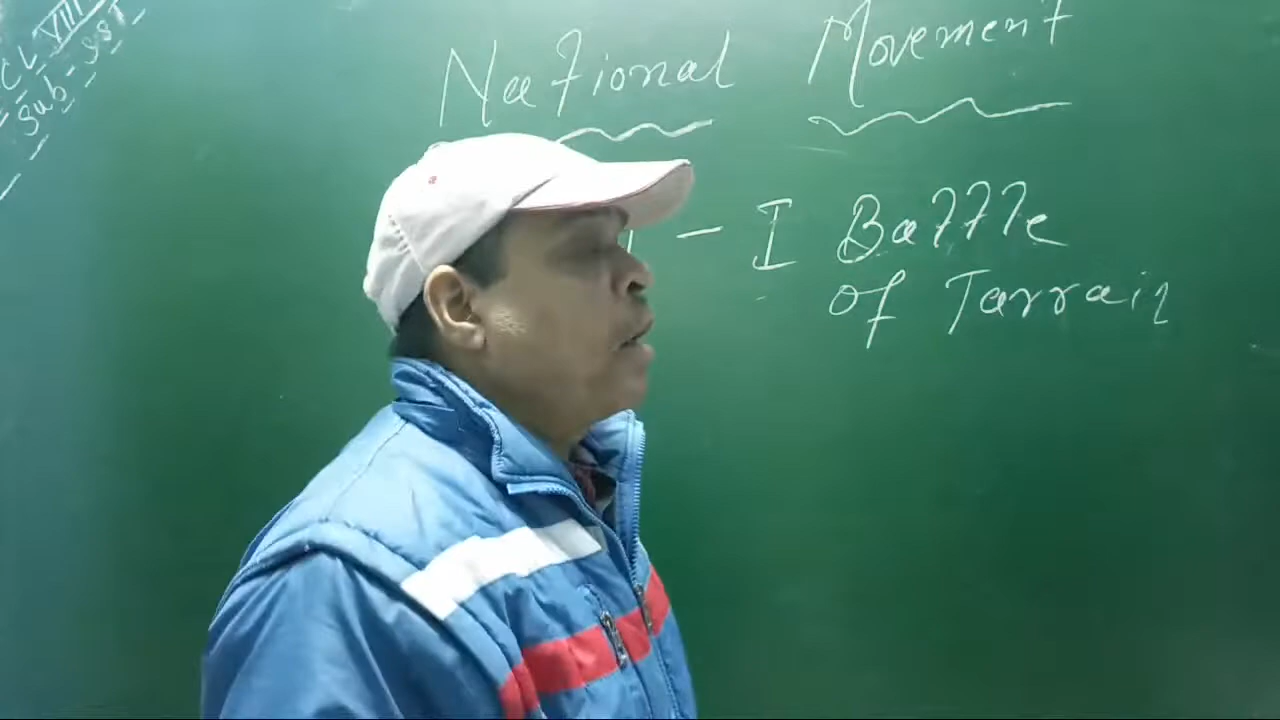 CL-VIII
Sub-SST
National Movement
- I Battle
of Tarrain